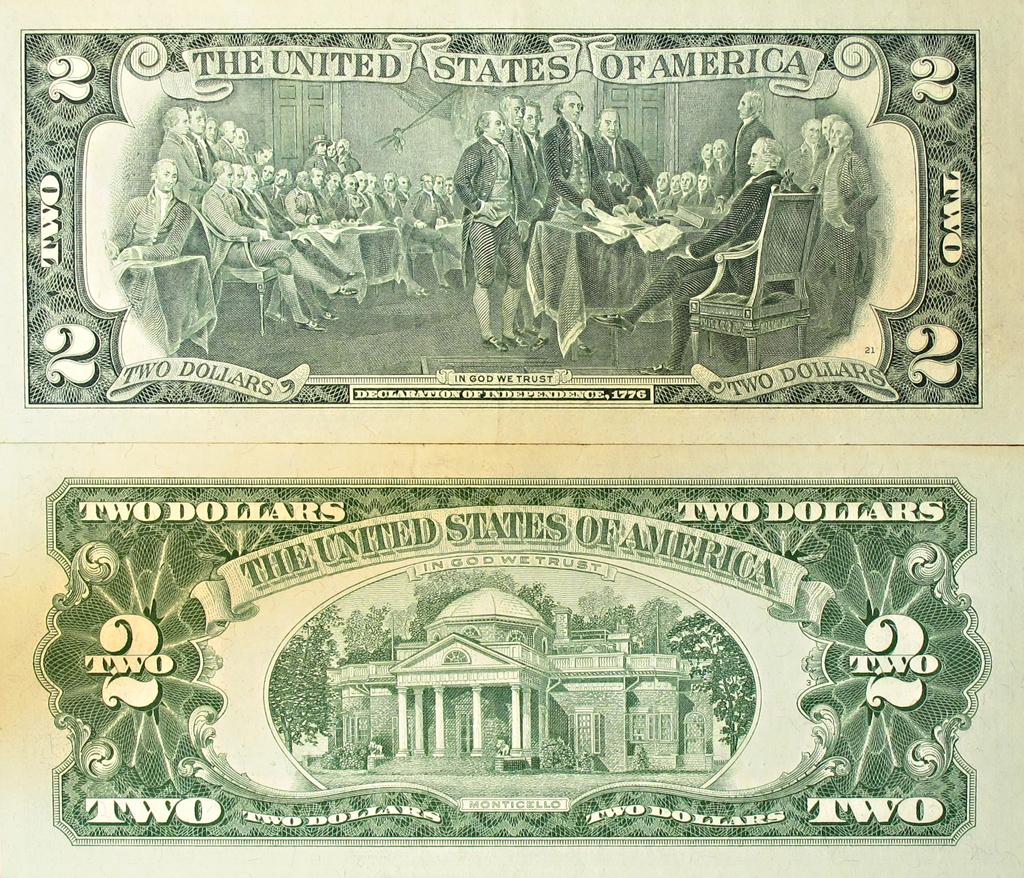 THE UNITED STATES OF AMERICA
2 2
TWO TWO
2 2
21
TWO DOLLARS TWO DOLLARS
IN GOD WE TRUST
DECLARATION OF INDEPENDENCE, 1776
TWO DOLLARS TWO DOLLARS
THE UNITED STATES OF AMERICA
IN GOD WE TRUST
2 2
TWO TWO
3
MONTICELLO
TWO TWO DOLLARS TWO DOLLARS TWO